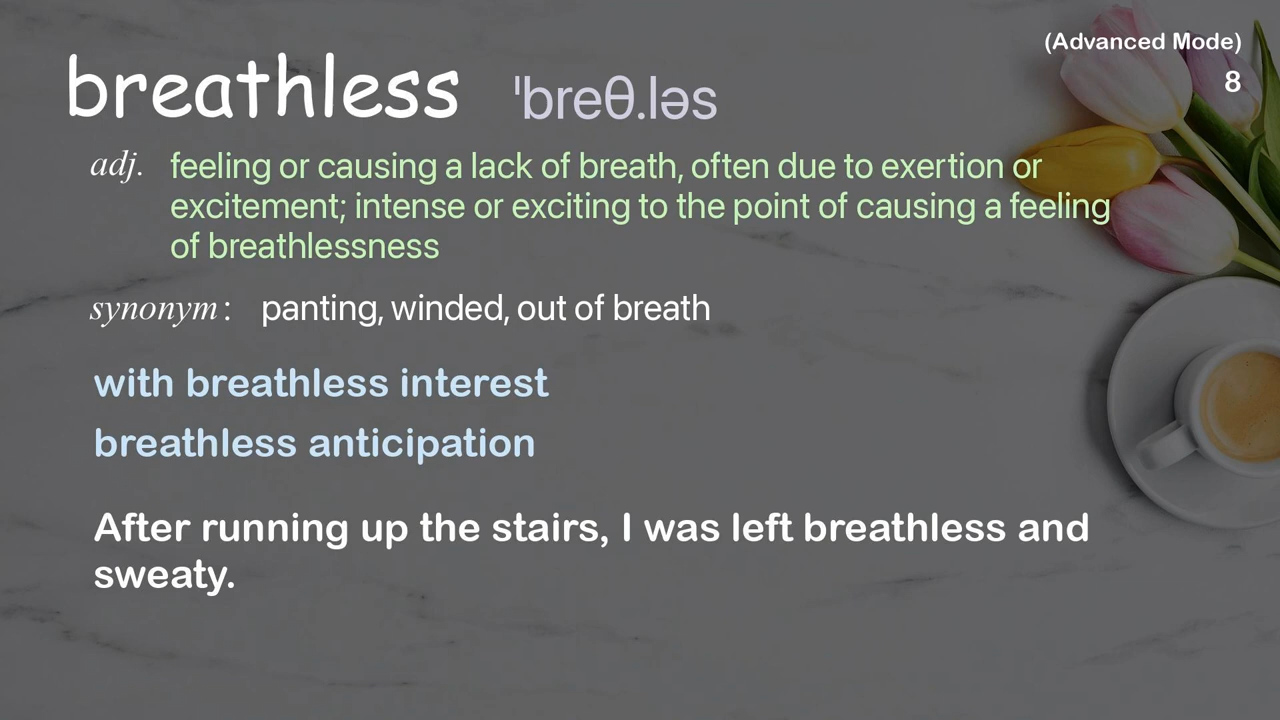 (Advanced Mode)
8
breathless ˈbreθ.ləs
adj. feeling or causing a lack of breath, often due to exertion or
excitement; intense or exciting to the point of causing a feeling
of breathlessness
synonym: panting, winded, out of breath
with breathless interest
breathless anticipation
After running up the stairs, I was left breathless and
sweaty.